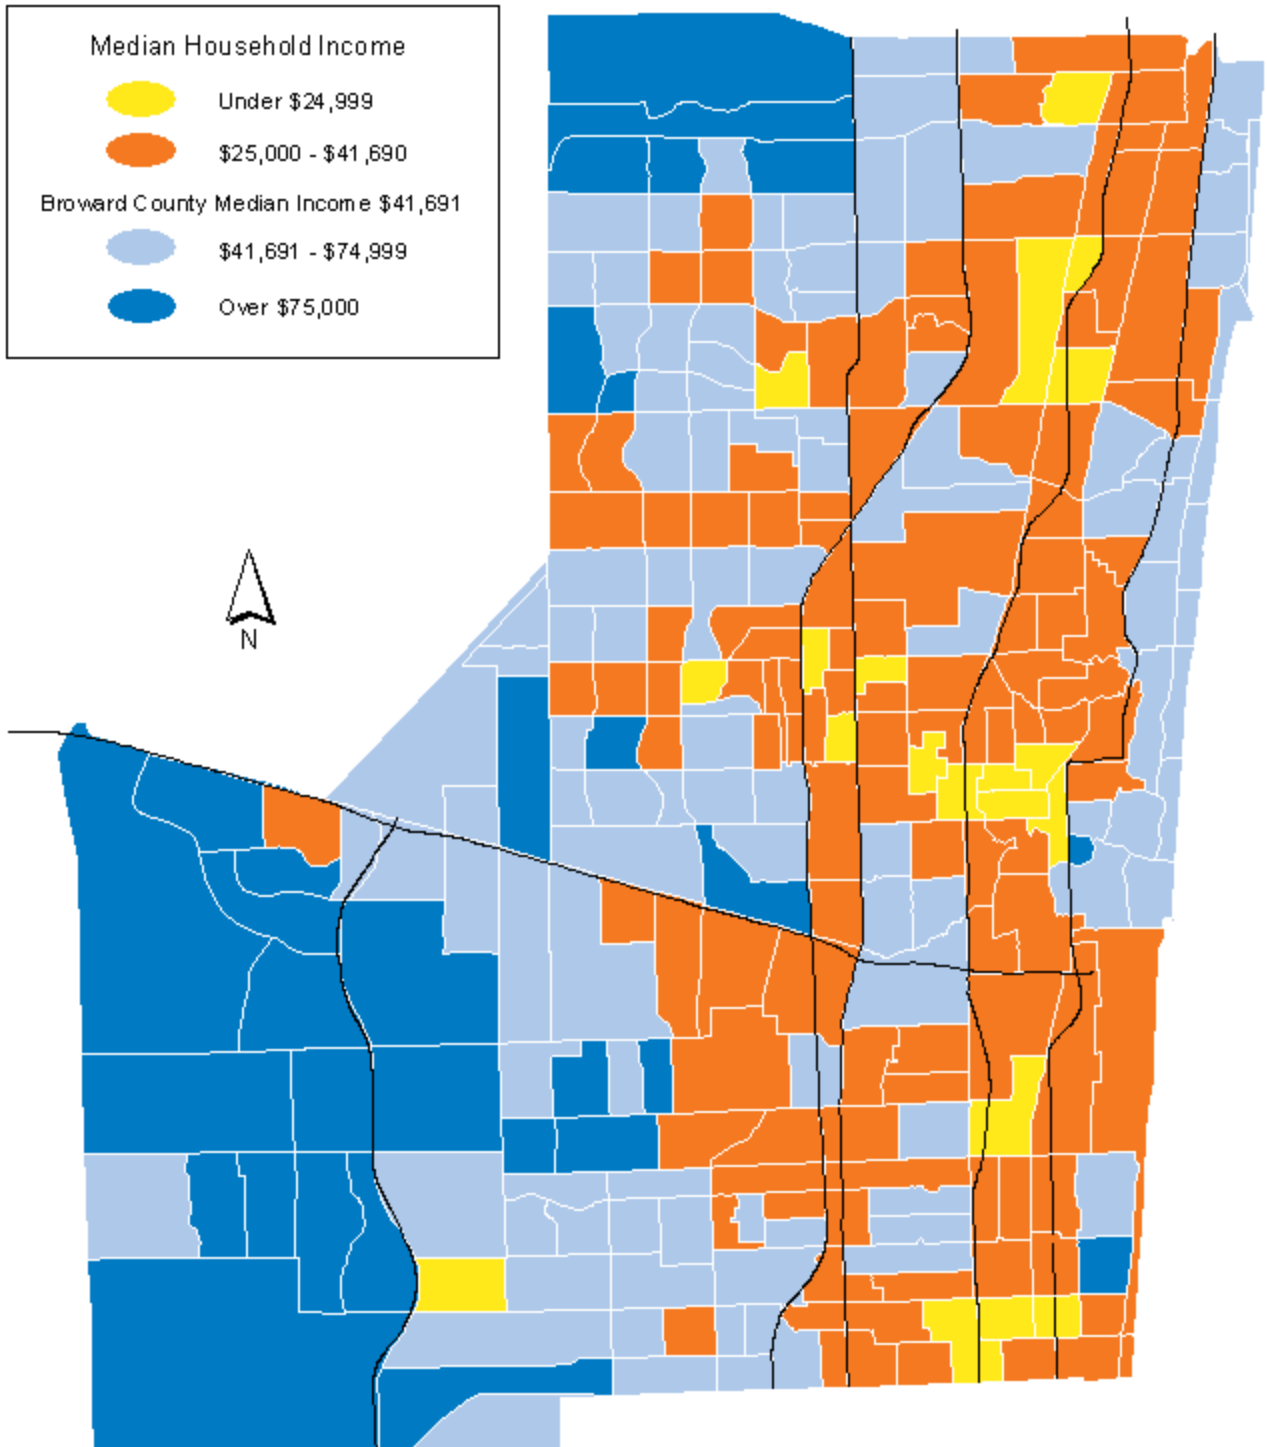 Median Household Income
Under $24,999
$25,000 - $41,690
Broward County Median Income $41,691
$41,691 - $74,999
Over $75,000
N